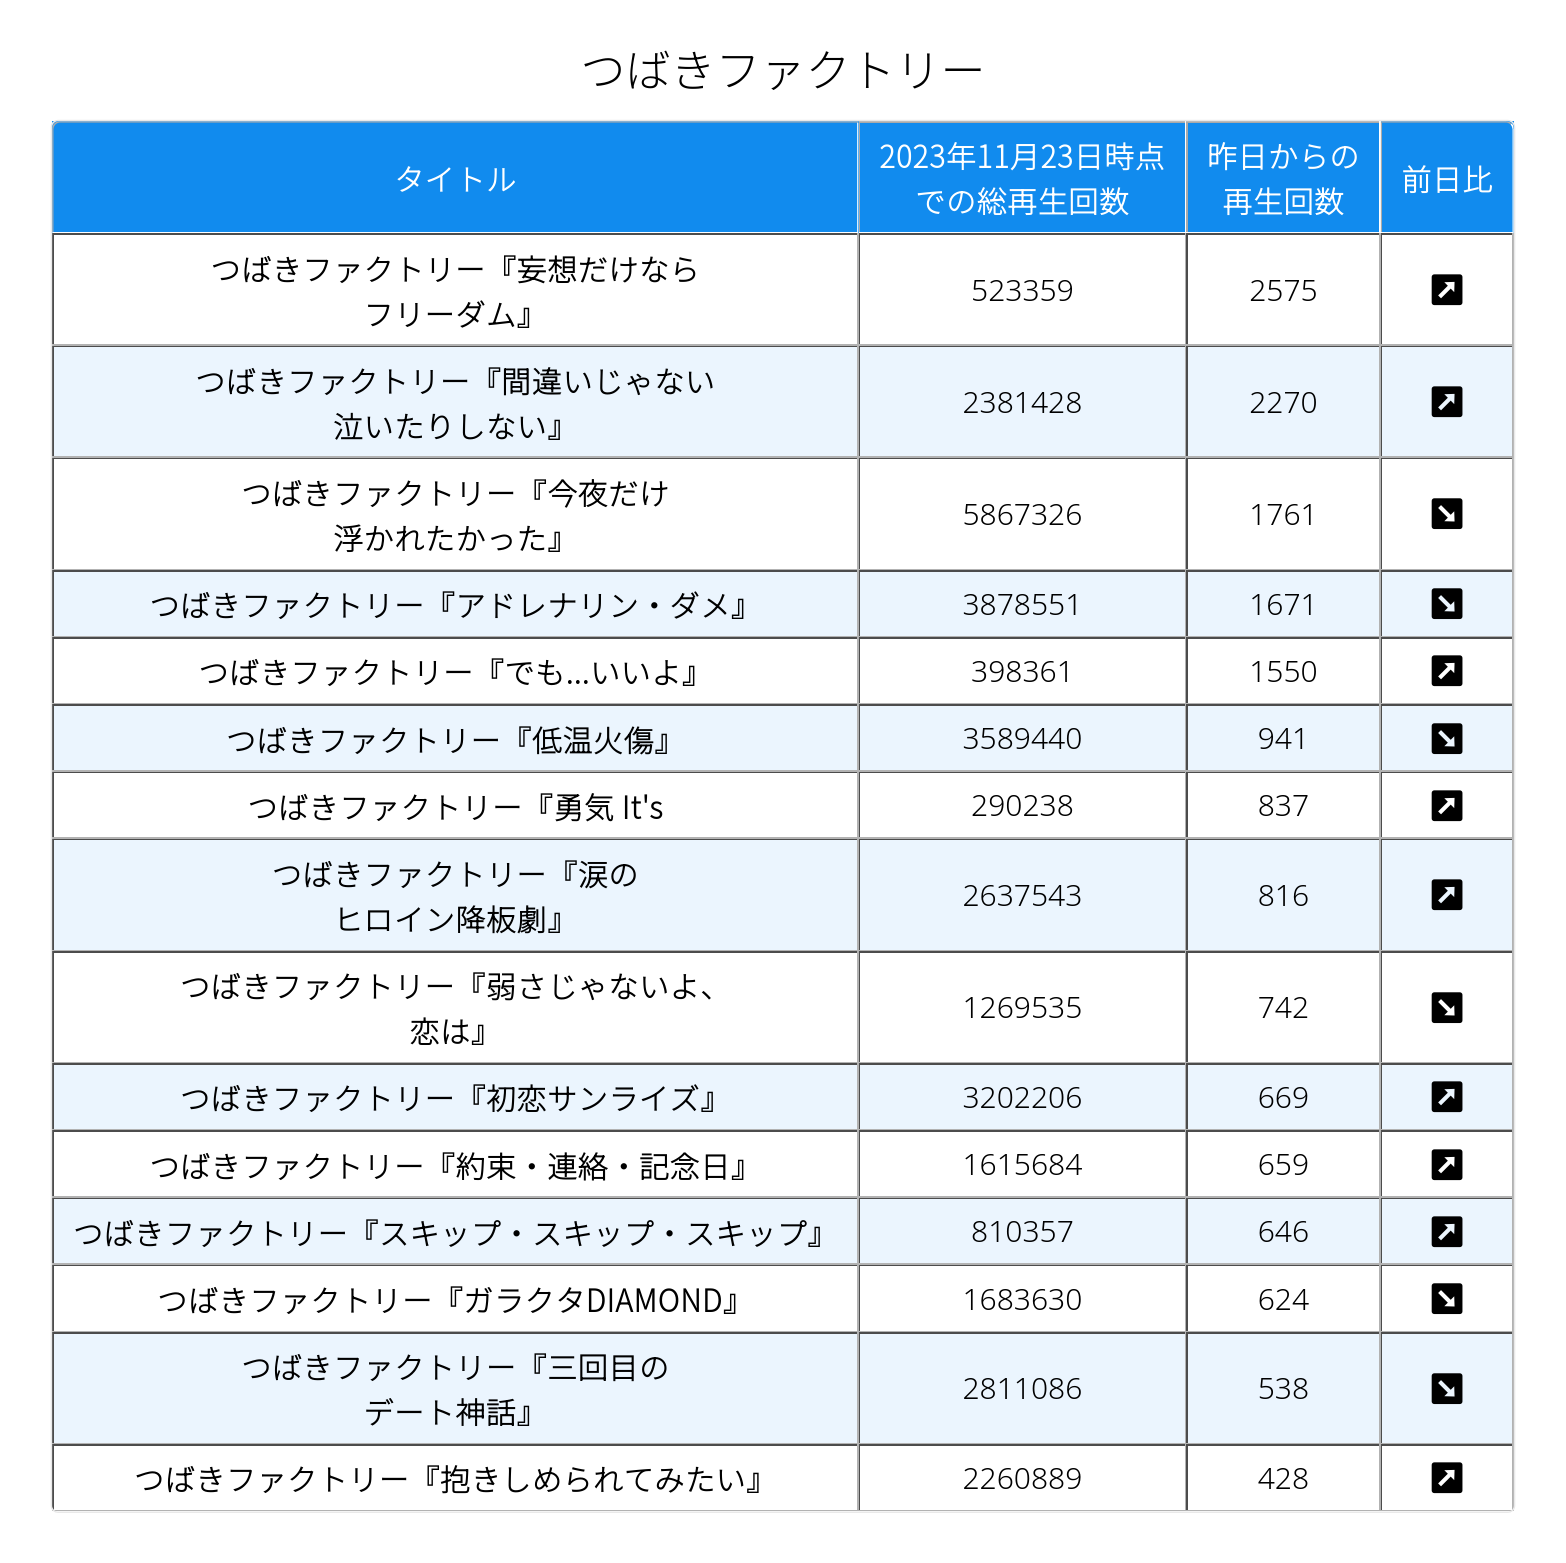 つばきファクトリー
タイトル
2023年11月23日時点
での総再生回数
昨日からの
再生回数
前日比
つばきファクトリー『妄想だけなら
フリーダム』
523359
2575
つばきファクトリー『間違いじゃない
泣いたりしない』
2381428
2270
つばきファクトリー『今夜だけ
浮かれたかった』
5867326
1761
つばきファクトリー『アドレナリン・ダメ』
3878551
1671
つばきファクトリー『でも...いいよ』
398361
1550
つばきファクトリー『低温火傷』
3589440
941
つばきファクトリー『勇気 It's
290238
837
つばきファクトリー『涙の
ヒロイン降板劇』
2637543
816
つばきファクトリー『弱さじゃないよ、
恋は』
1269535
742
つばきファクトリー『初恋サンライズ』
3202206
669
つばきファクトリー『約束・連絡・記念日』
1615684
659
つばきファクトリー『スキップ・スキップ・スキップ』
810357
646
つばきファクトリー『ガラクタDIAMOND』
1683630
624
つばきファクトリー『三回目の
デート神話』
2811086
538
つばきファクトリー『抱きしめられてみたい』
2260889
428